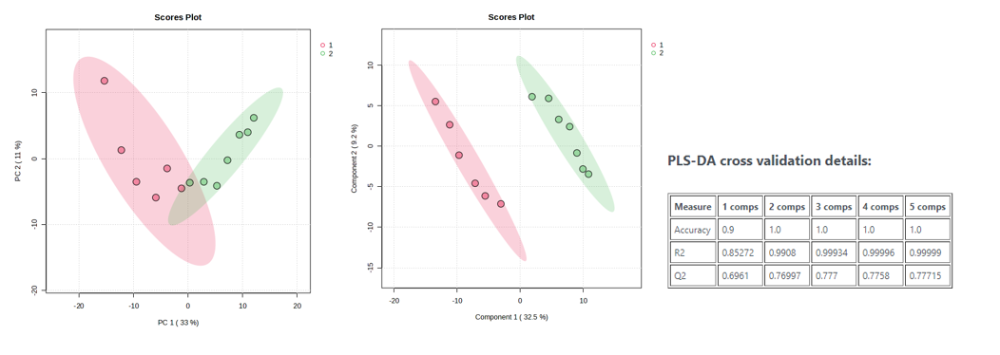 Scores Plot
1
2
PC 2 ( 11 %)
10
0
-10
-20
-20
-10
0
10
20
PC 1 ( 33 %)
Scores Plot
1
2
Component 2 ( 9.2 %)
10
5
0
-5
-10
-15
-20
-10
0
10
Component 1 ( 32.5 %)
PLS-DA cross validation details:
Measure 1 comps 2 comps 3 comps 4 comps 5 comps
Accuracy 0.9 1.0 1.0 1.0 1.0
R2 0.85272 0.9908 0.99934 0.99996 0.99999
Q2 0.6961 0.76997 0.777 0.7758 0.77715